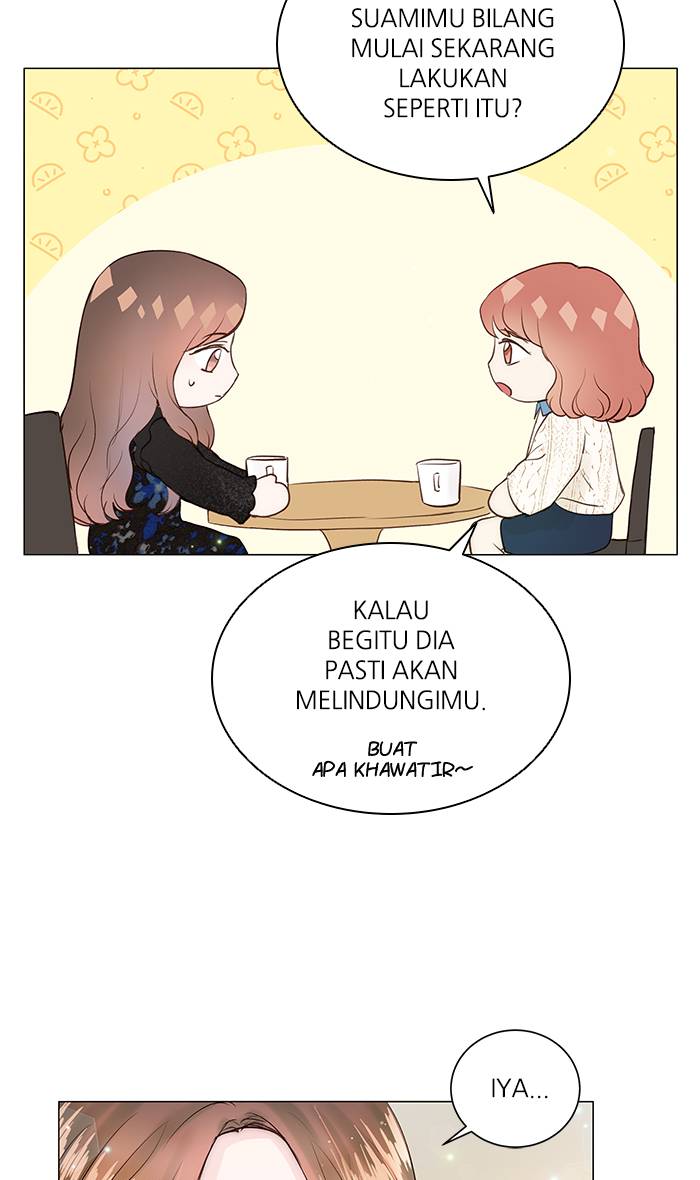 SUAMIMU BILANG
MULAI SEKARANG
LAKUKAN
SEPERTI ITU?
KALAU
BEGITU DIA
PASTI AKAN
MELINDUNGIMU.
BUAT
APA KHAWATIR~
IYA...